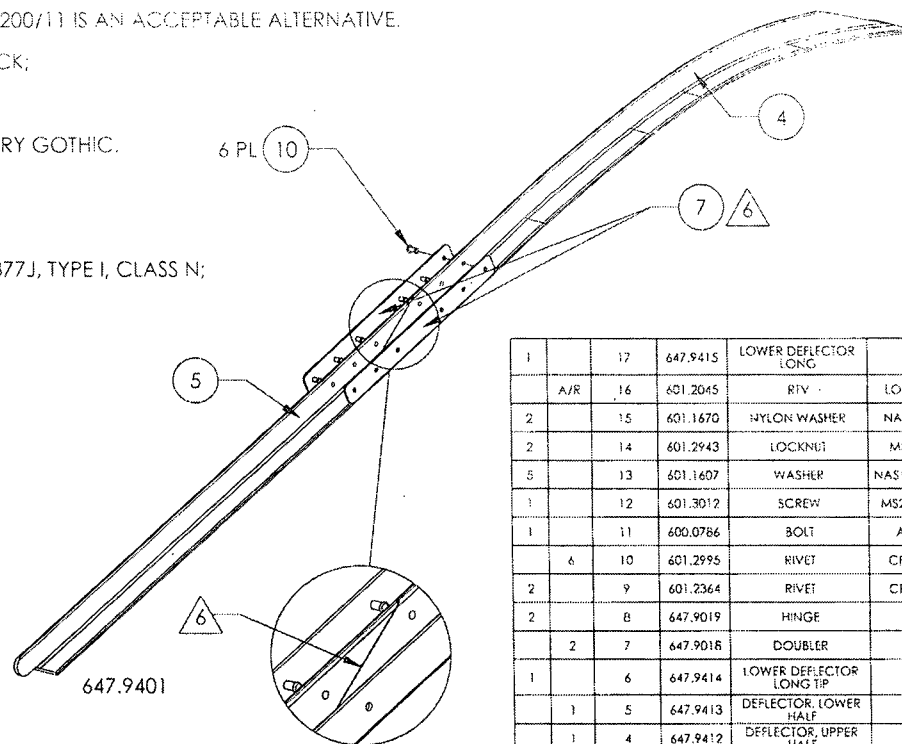 200/11 IS AN ACCEPTABLE ALTERNATIVE.
CK;
RY GOTHIC.
377J, TYPE I, CLASS N;
6 PL 10
4
7 6
5
6
647.9401
1 17 647.9415 LOWER DEFLECTOR LONG
A/R 16 601.2045 RTV LO
2 15 601.1670 NYLON WASHER NA
2 14 601.2943 LOCKNUT M
5 13 601.1607 WASHER NAS
1 12 601.3012 SCREW MS2
1 11 600.0786 BOLT A
6 10 601.2995 RIVET
2 9 601.2364 RIVET
2 8 647.9019 HINGE
2 7 647.9018 DOUBLER
1 6 647.9414 LOWER DEFLECTOR LONG TIP
1 5 647.9413 DEFLECTOR, LOWER HALF
1 4 647.9412 DEFLECTOR, UPPER HALF